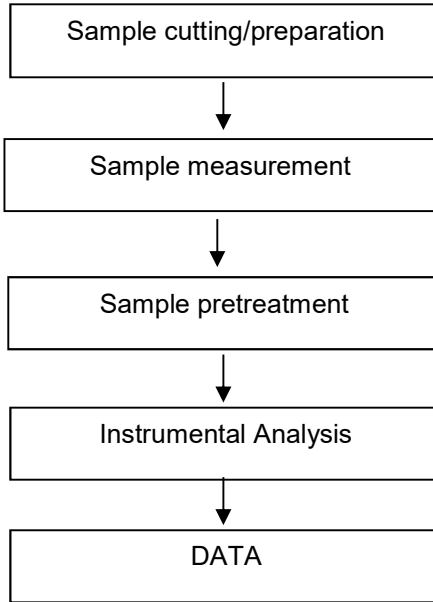 Sample cutting/preparation
Sample measurement
Sample pretreatment
Instrumental Analysis
DATA